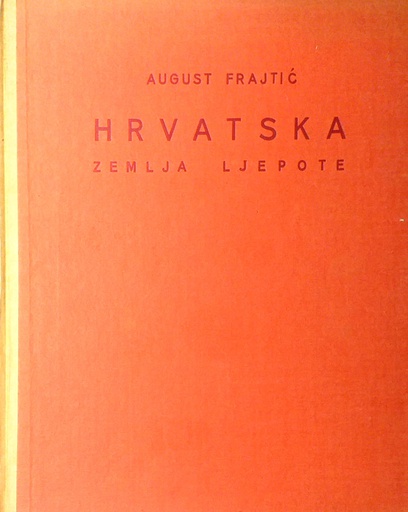 AUGUST FRAJTIĆ
HRVATSKA
ZEMLJA LJEPOTE